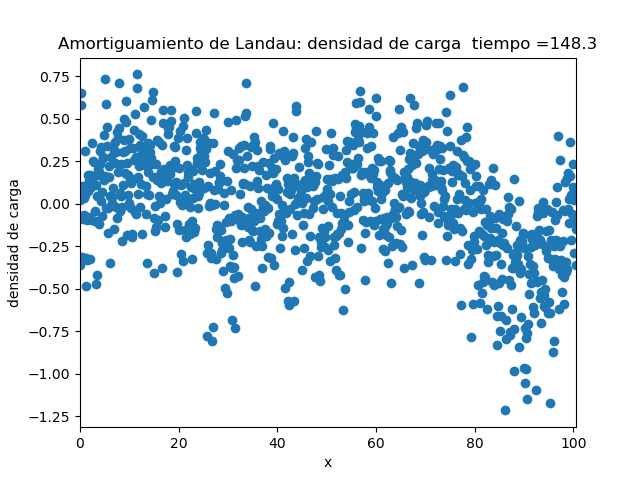 Amortiguamiento de Landau: densidad de carga  tiempo =148.3
0.75
0.50
0.25
0.00
−0.25
−0.50
−0.75
−1.00
−1.25
densidad de carga
0 20 40 60 80 100
x